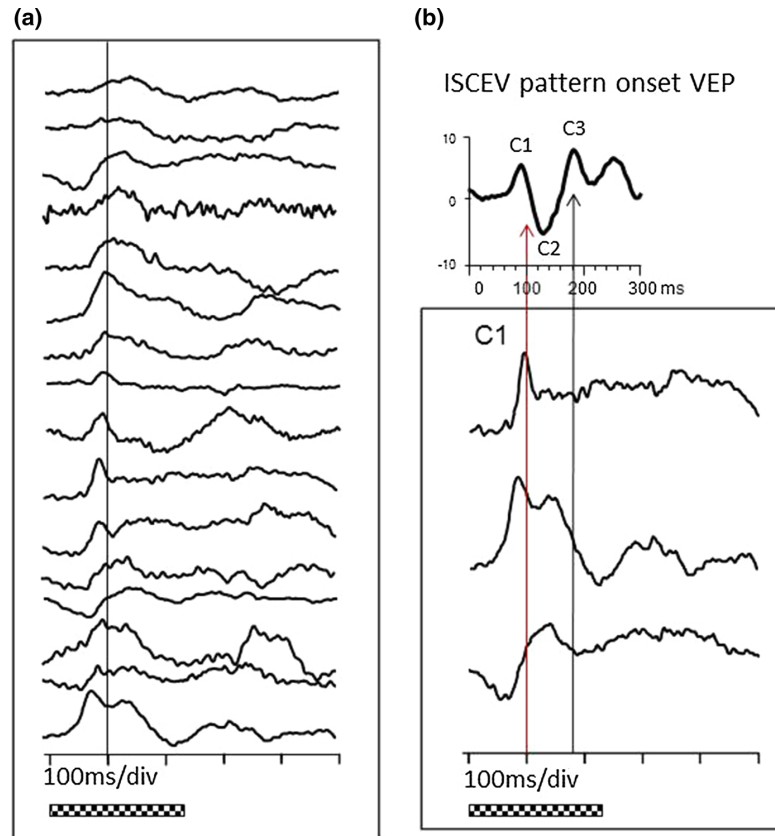 (a)
100ms/div
(b)
ISCEV pattern onset VEP
10
C1
C3
0
C2
-10
0 100 200 300 ms
C1
100ms/div